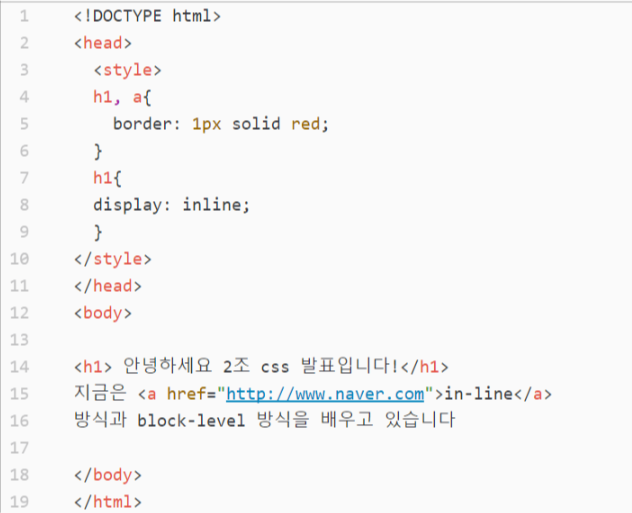 1 <!DOCTYPE html>
2 <head>
3 <style>
4 h1, a{
5 border: 1px solid red;
6 }
7 h1{
8 display: inline;
9 }
10 </style>
11 </head>
12 <body>
13
14 <h1> 안녕하세요 2조 css 발표입니다!</h1>
15 지금은 <a href="http://www.naver.com">in-line</a>
16 방식과 block-level 방식을 배우고 있습니다
17
18 </body>
19 </html>